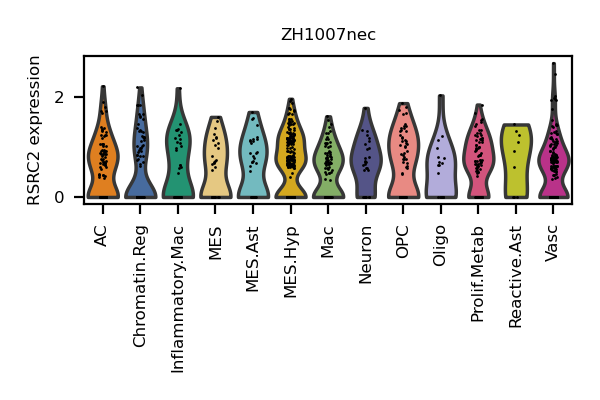 ZH1007nec
RSRC2 expression
2
0
AC
Chromatin.Reg
Inflammatory.Mac
MES
MES.Ast
MES.Hyp
Mac
Neuron
OPC
Oligo
Prolif.Metab
Reactive.Ast
Vasc